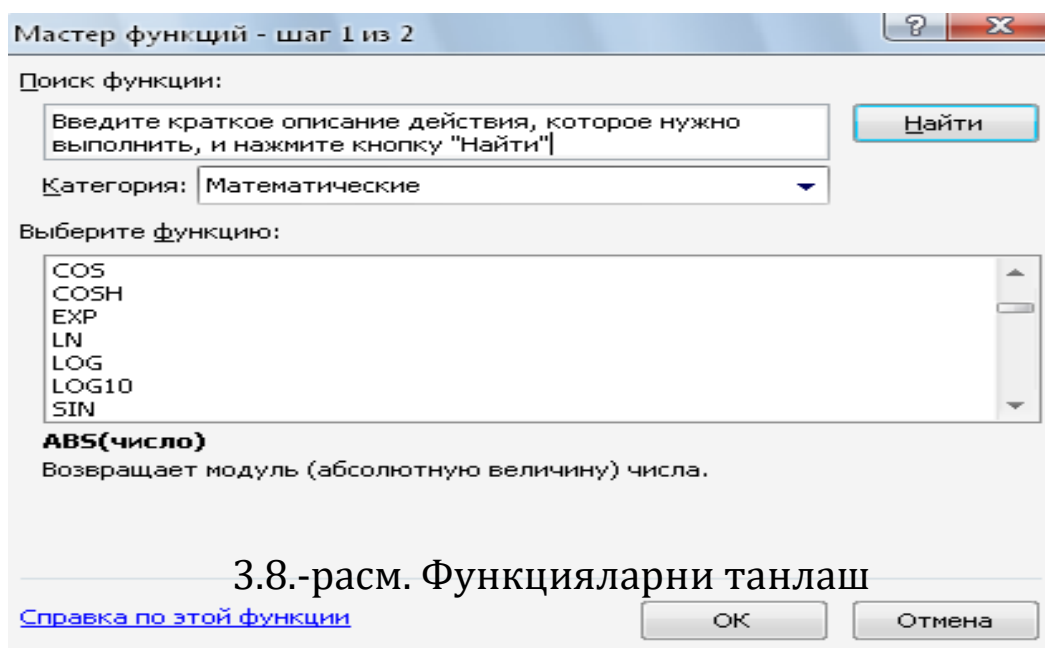 Мастер функций - шаг 1 из 2
Поиск функции:
Введите краткое описание действия, которое нужно
выполнить, и нажмите кнопку "Найти"
Найти
Категория: Математические
Выберите функцию:
COS
COSH
EXP
LN
LOG
LOG10
SIN
ABS(число)
Возвращает модуль (абсолютную величину) числа.
3.8.-расм. Функцияларни танлаш
Справка по этой функции
ОК
Отмена